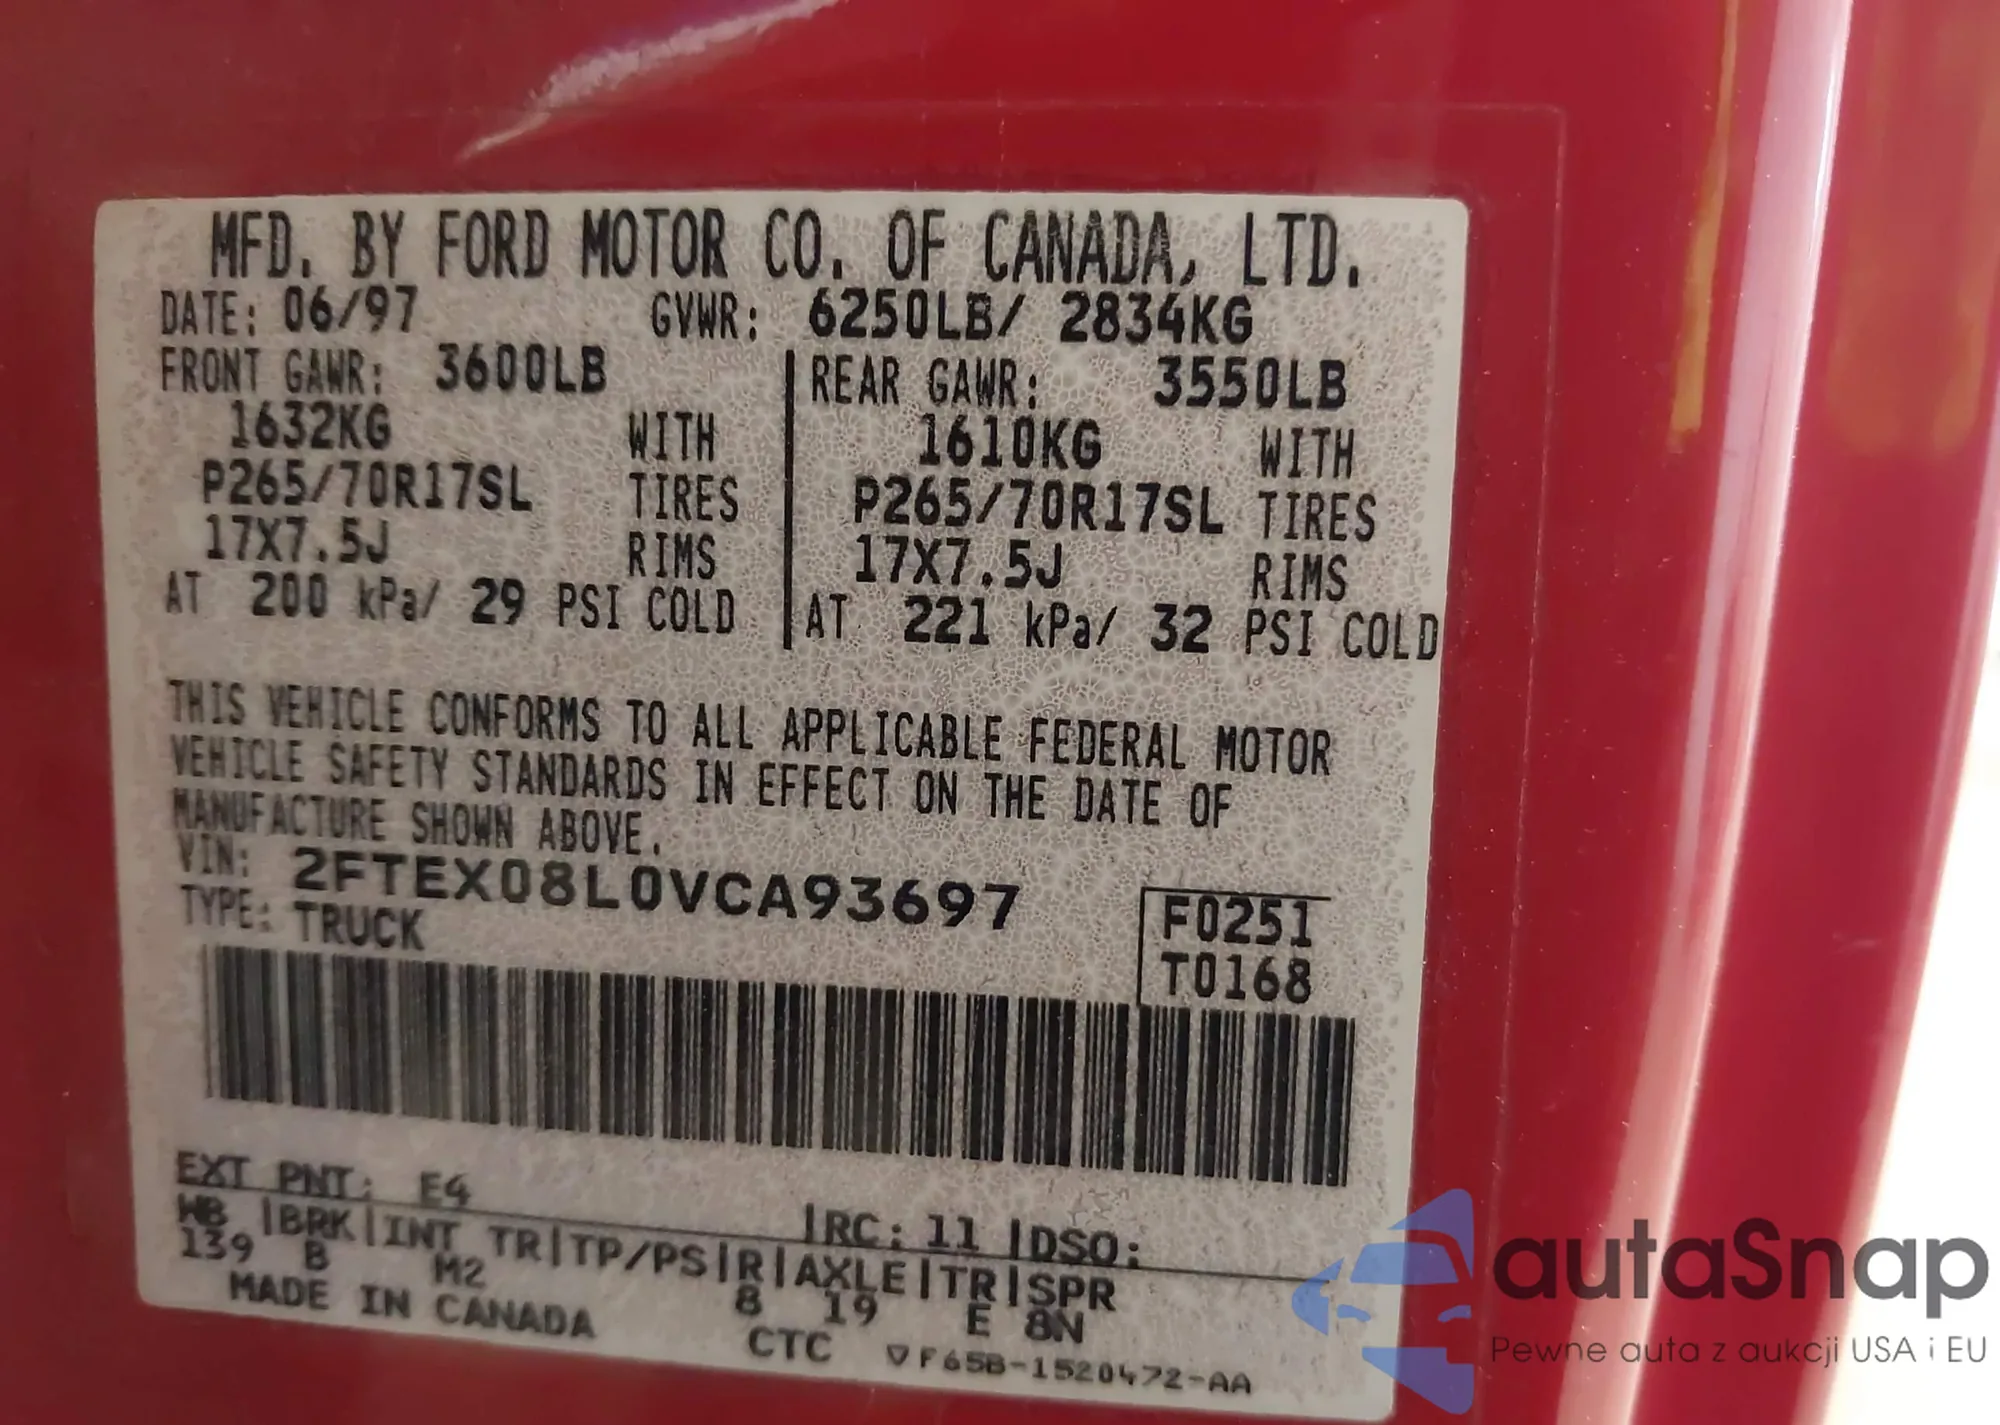 MFD. BY FORD MOTOR CO. OF CANADA, LTD.
DATE: 06/97 GVWR: 6250LB/ 2834KG
FRONT GAWR: 3600LB REAR GAWR: 3550LB
1632KG WITH 1610KG WITH
P265/70R17SL TIRES P265/70R17SL TIRES
17X7.5J RIMS 17X7.5J RIMS
AT 200 kPa/ 29 PSI COLD AT 221 kPa/ 32 PSI COLD
THIS VEHICLE CONFORMS TO ALL APPLICABLE FEDERAL MOTOR
VEHICLE SAFETY STANDARDS IN EFFECT ON THE DATE OF
MANUFACTURE SHOWN ABOVE.
VIN: 2FTEX08L0VCA93697
TYPE: TRUCK
F0251
T0168
EXT PNT: E4
RC: 11 DSO:
WB BRK INT TR TP/PS R AXLE TR SPR
139 B M2 8 19 E 8N
MADE IN CANADA CTC ▽F65B-1520472-AA
autaSnap
Pewne auta z aukcji USA i EU